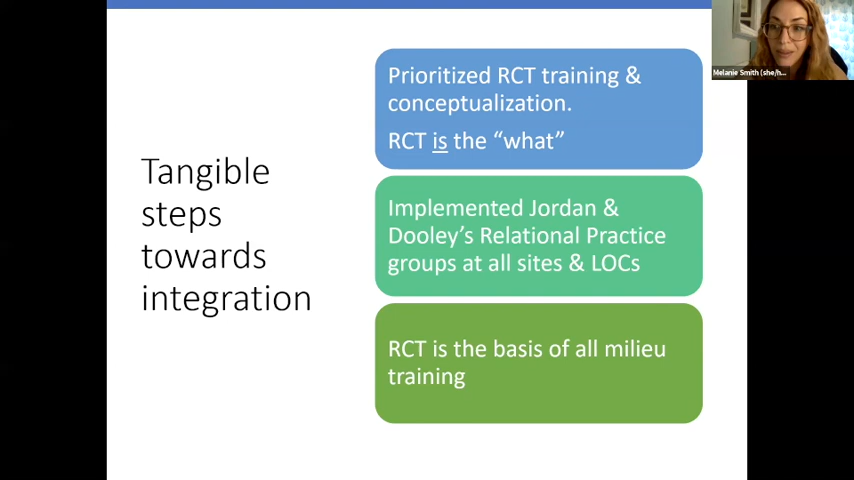 Tangible
steps
towards
integration
Prioritized RCT training &
conceptualization.
RCT is the “what”
Implemented Jordan &
Dooley’s Relational Practice
groups at all sites & LOCs
RCT is the basis of all milieu
training
Melanie Smith (she/h...